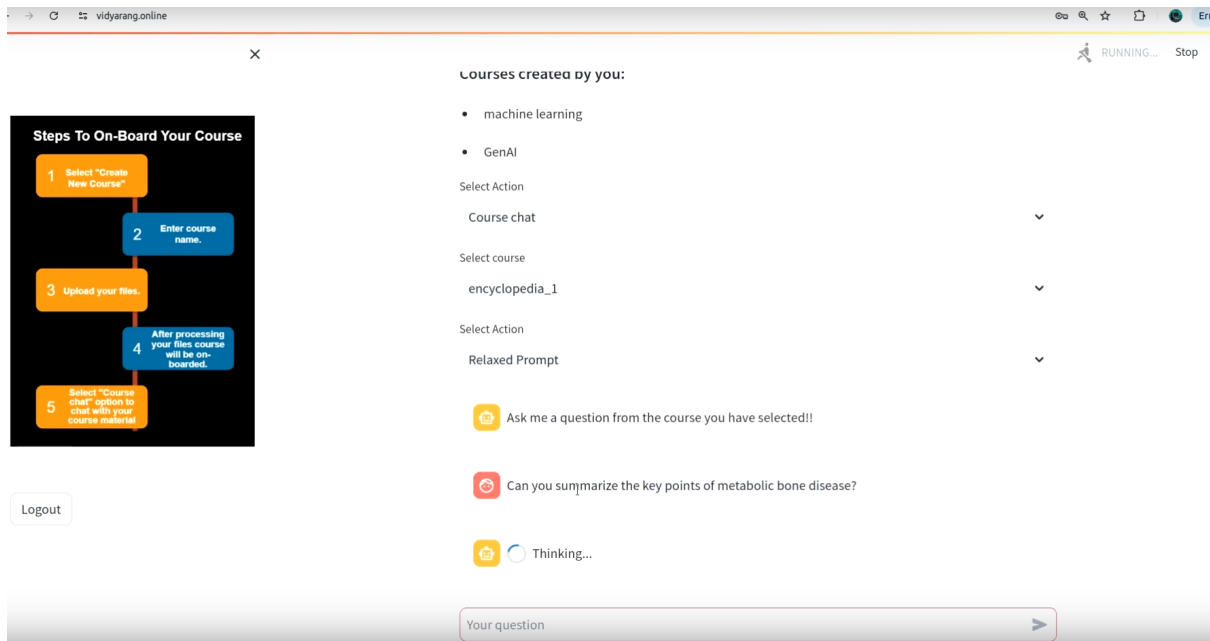 vidyarang.online
RUNNING...
Stop
Steps To On-Board Your Course
1
Select "Create
New Course"
2
Enter course
name.
3
Upload your files.
4
After processing
your files course
will be on-
boarded.
5
Select "Course
chat" option to
chat with your
course material
Logout
Courses created by you:
machine learning
GenAI
Select Action
Course chat
Select course
encyclopedia_1
Select Action
Relaxed Prompt
Ask me a question from the course you have selected!!
Can you summarize the key points of metabolic bone disease?
Thinking...
Your question